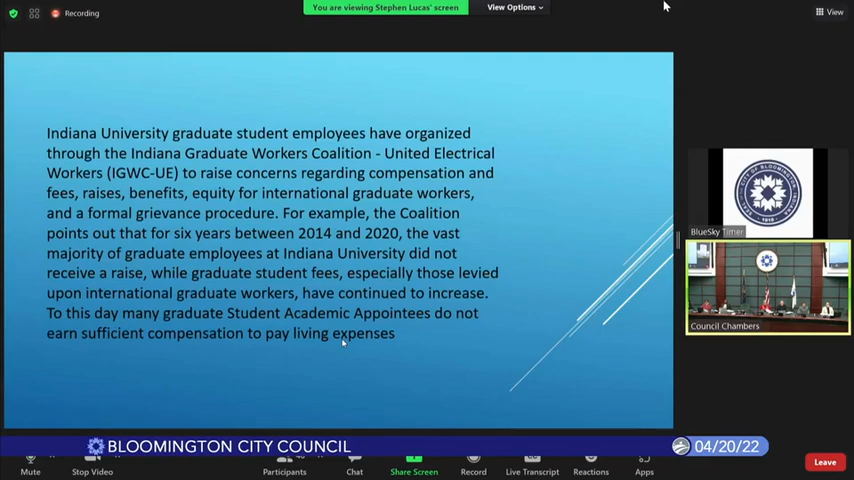 Recording
You are viewing Stephen Lucas' screen
View Options
View
Indiana University graduate student employees have organized
through the Indiana Graduate Workers Coalition - United Electrical
Workers (IGWC-UE) to raise concerns regarding compensation and
fees, raises, benefits, equity for international graduate workers,
and a formal grievance procedure. For example, the Coalition
points out that for six years between 2014 and 2020, the vast
majority of graduate employees at Indiana University did not
receive a raise, while graduate student fees, especially those levied
upon international graduate workers, have continued to increase.
To this day many graduate Student Academic Appointees do not
earn sufficient compensation to pay living expenses
CITY OF BLOOMINGTON INDIANA
SEAL
BlueSky Timer
Council Chambers
BLOOMINGTON CITY COUNCIL
04/20/22
Mute
Stop Video
Participants
Chat
Share Screen
Record
Live Transcript
Reactions
Apps
Leave